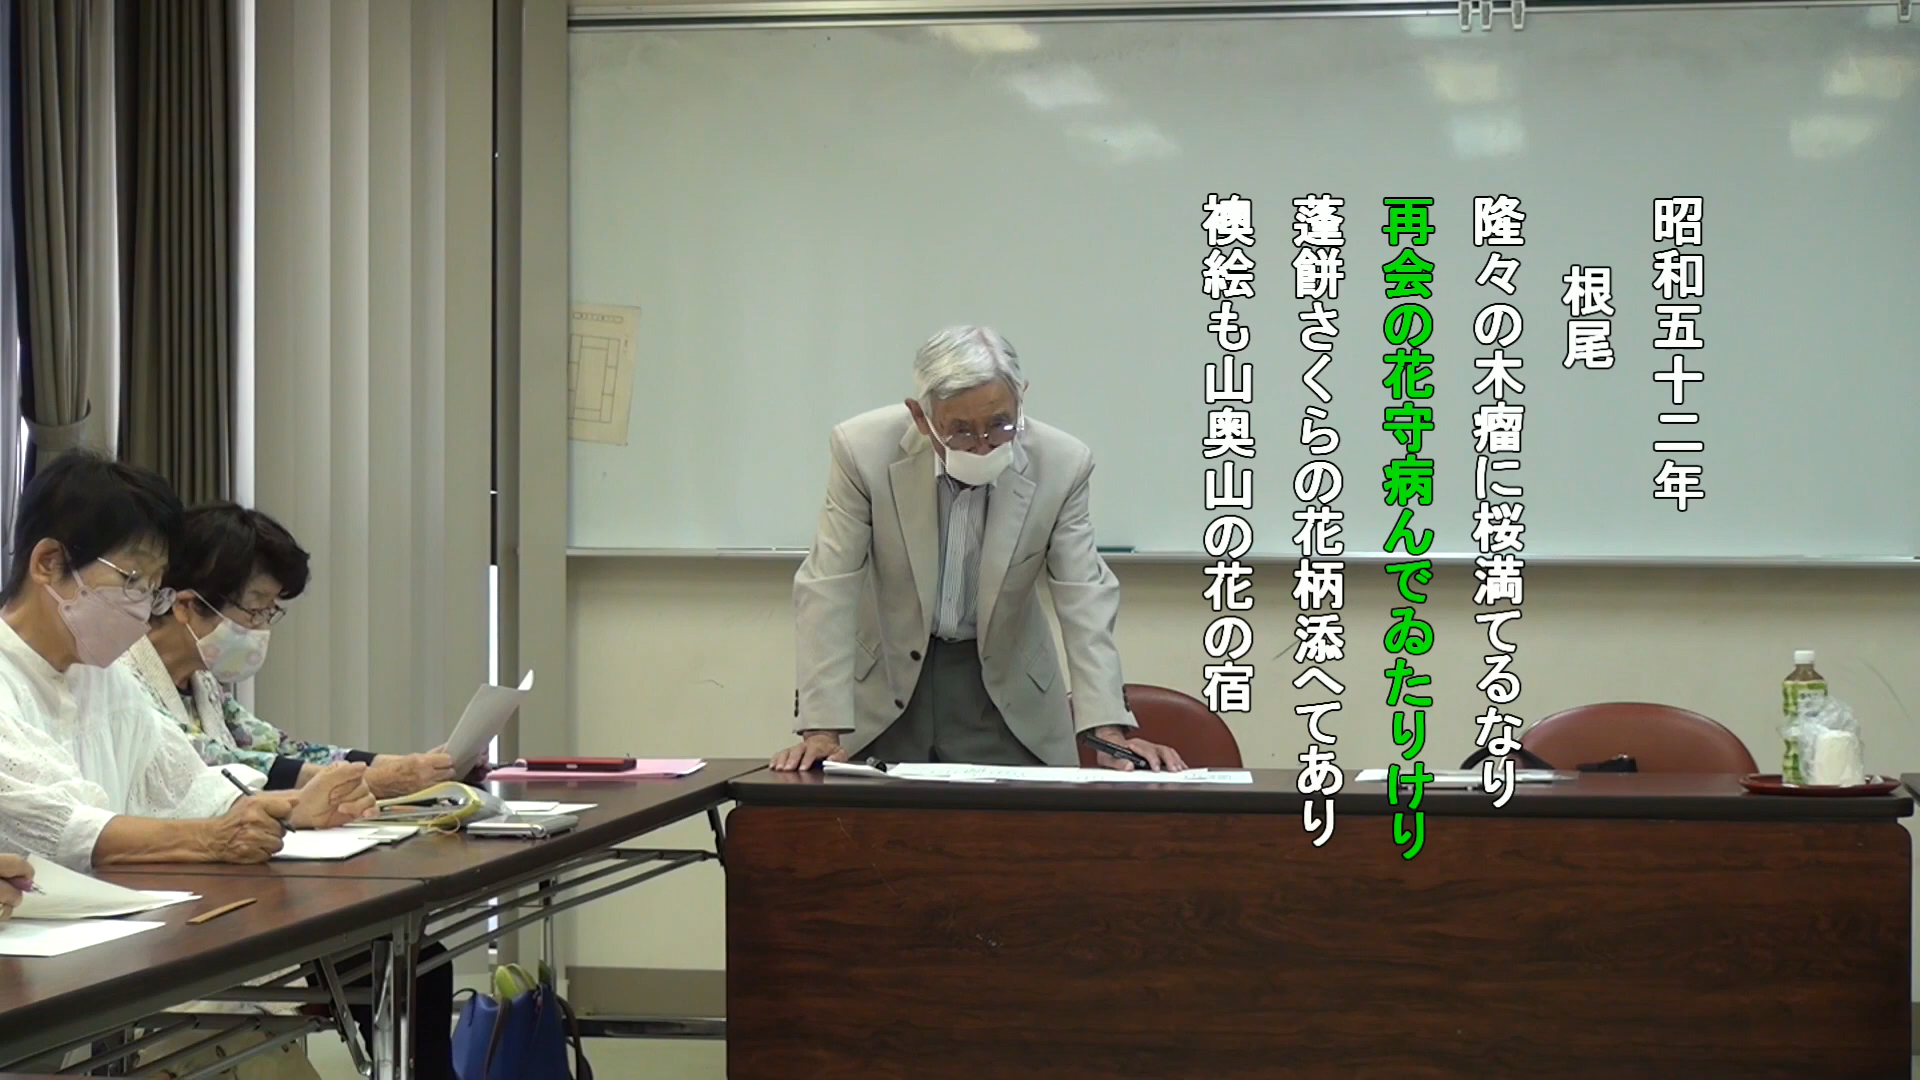 昭和五十二年
根尾
隆々の木瘤に桜満てるなり
再会の花守病んでゐたりけり
蓬餅さくらの花柄添へてあり
襖絵も山奥山の花の宿